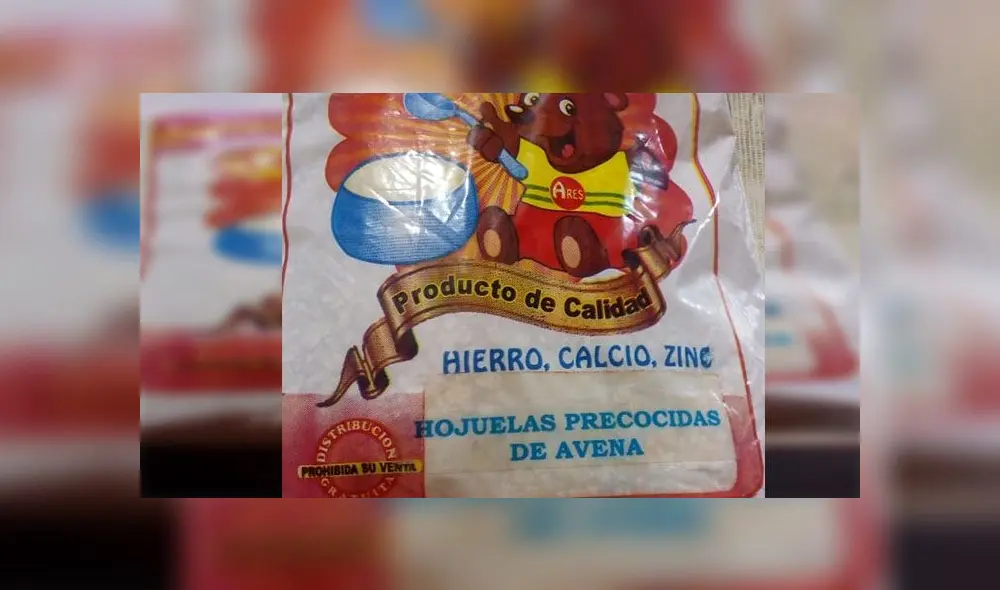 ARES
Producto de Calidad
HIERRO, CALCIO, ZINC
HOJUELAS PRECOCIDAS
DE AVENA
DISTRIBUCION
PROHIBIDA SU VENTA
GRATUITA